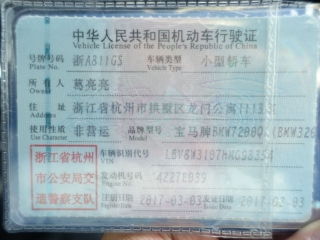 中华人民共和国机动车行驶证
Vehicle License of the People's Republic of China
号牌号码 浙A811GS 车辆类型 小型轿车
Plate No. Vehicle Type
所有人 葛亮亮
Owner
住址 浙江省杭州市拱墅区龙门公寓
Address
使用性质 非营运 品牌型号 宝马牌
Use Character Model
浙江省杭州 车辆识别代号
VIN
市公安局交 发动机号码
Engine No.
通警察支队 注册日期 2017-03-03 发证日期 2017-03-03